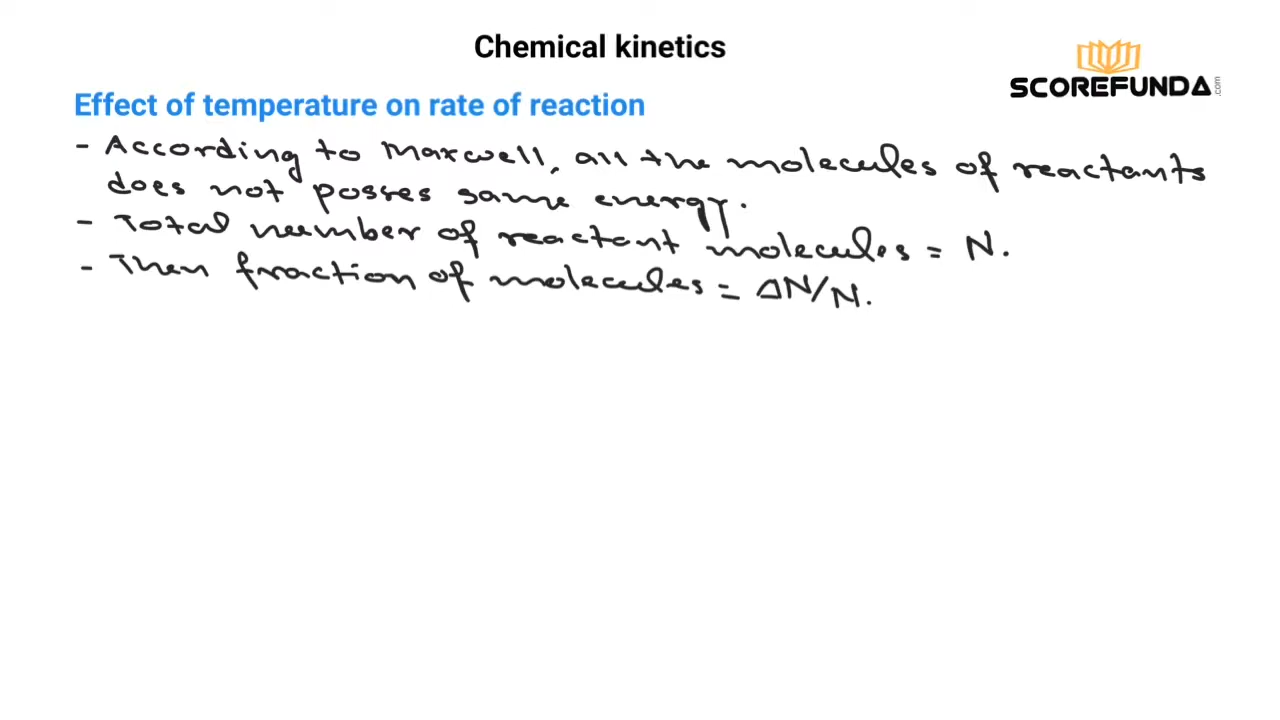 Chemical kinetics
SCOREFUNDA.com
Effect of temperature on rate of reaction
- According to Maxwell, all the molecules of reactants
does not posses same energy.
- Total number of reactant molecules = N.
- Then fraction of molecules = ΔN/N.